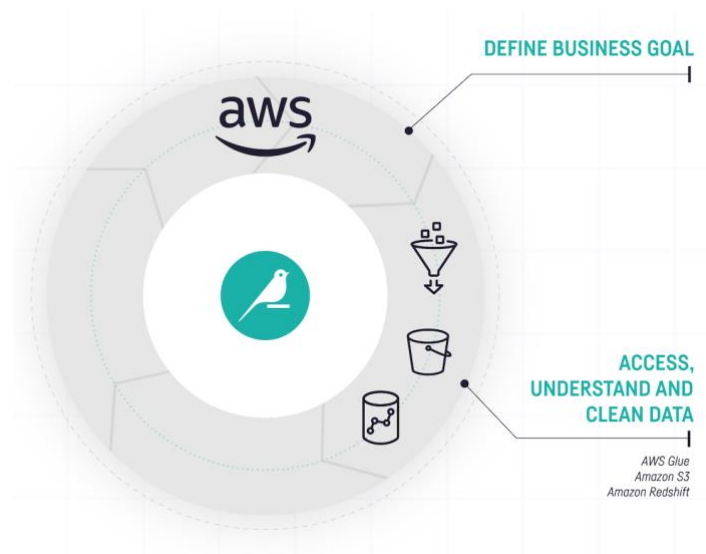 DEFINE BUSINESS GOAL
aws
ACCESS,
UNDERSTAND AND
CLEAN DATA
AWS Glue
Amazon S3
Amazon Redshift